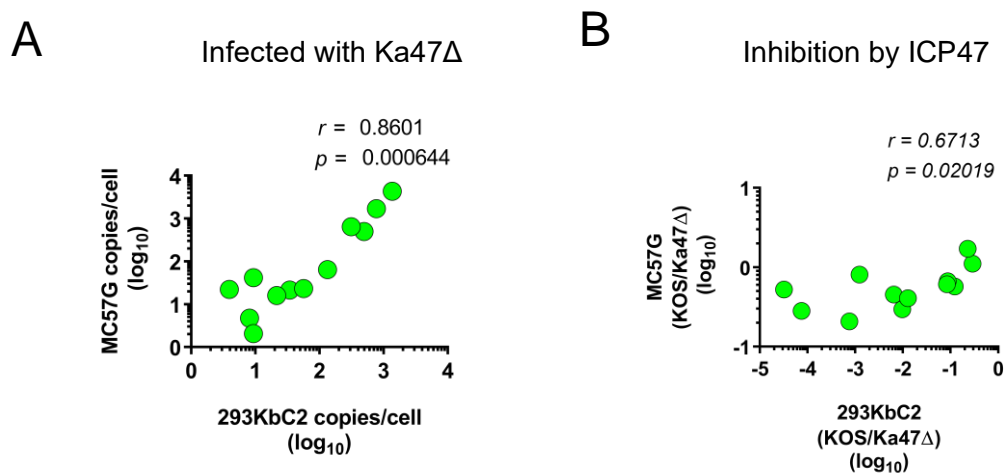 A
Infected with Ka47Δ
r = 0.8601
p = 0.000644
MC57G copies/cell
(log10)
4
3
2
1
0
0 1 2 3 4
293KbC2 copies/cell
(log10)
B
Inhibition by ICP47
r = 0.6713
p = 0.02019
MC57G
(KOS/Ka47Δ)
(log10)
1
-0
-1
-5 -4 -3 -2 -1 0
293KbC2
(KOS/Ka47Δ)
(log10)